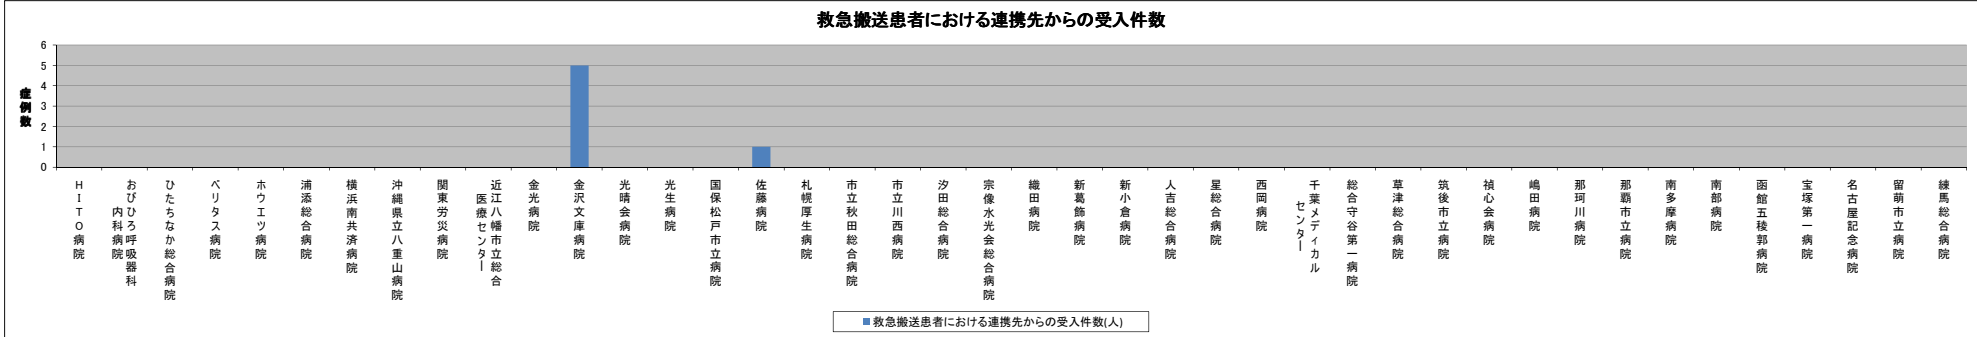 救急搬送患者における連携先からの受入件数
6
5
4
3
2
1
0
症例数
HITO病院
おびひろ呼吸器科
内科病院
ひたちなか総合病院
ベリタス病院
ホウエツ病院
浦添総合病院
横浜南共済病院
沖縄県立八重山病院
関東労災病院
近江八幡市立総合
医療センター
金光病院
金沢文庫病院
光晴会病院
光生病院
国保松戸市立病院
佐藤病院
札幌厚生病院
市立秋田総合病院
市立川西病院
汐田総合病院
宗像水光会総合病院
織田病院
新葛飾病院
新小倉病院
人吉総合病院
星総合病院
西岡病院
千葉メディカル
センター
総合守谷第一病院
草津総合病院
筑後市立病院
禎心会病院
嶋田病院
那珂川病院
那覇市立病院
南多摩病院
南部病院
函館五稜郭病院
宝塚第一病院
名古屋記念病院
留萌市立病院
練馬総合病院
救急搬送患者における連携先からの受入件数(人)